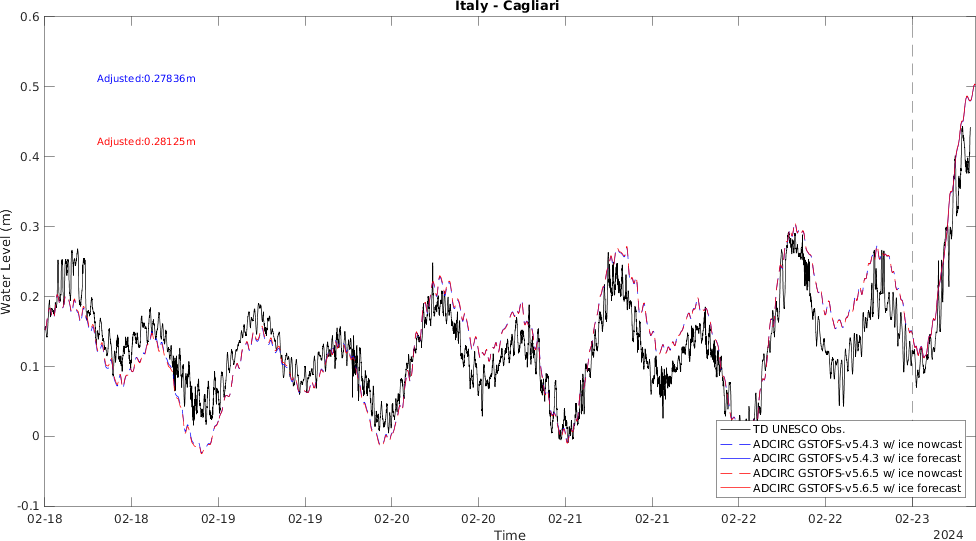 Italy - Cagliari
0.6
0.5
0.4
0.3
0.2
0.1
0
-0.1
Water Level (m)
Adjusted:0.27836m
Adjusted:0.28125m
TD UNESCO Obs.
ADCIRC GSTOFS-v5.4.3 w/ ice nowcast
ADCIRC GSTOFS-v5.4.3 w/ ice forecast
ADCIRC GSTOFS-v5.6.5 w/ ice nowcast
ADCIRC GSTOFS-v5.6.5 w/ ice forecast
02-18 02-18 02-19 02-19 02-20 02-20 02-21 02-21 02-22 02-22 02-23
Time
2024